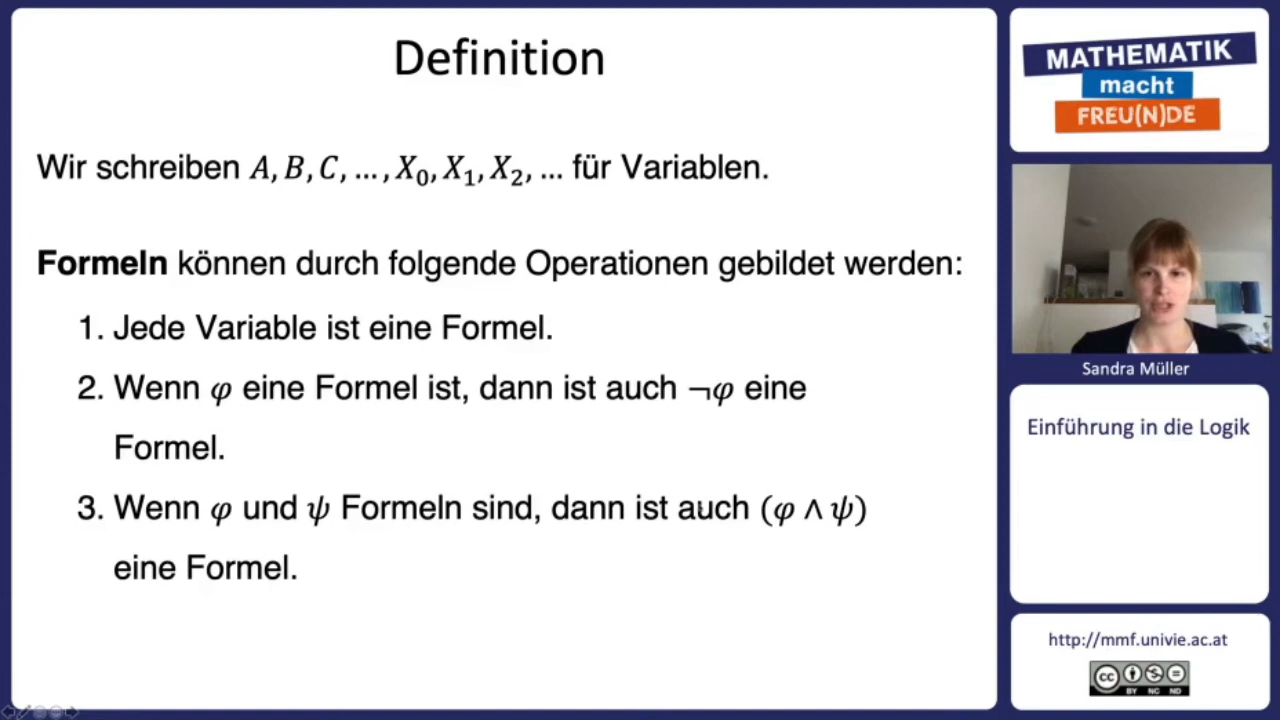 Definition
Wir schreiben A, B, C, ... , X₀, X₁, X₂, ... für Variablen.
Formeln können durch folgende Operationen gebildet werden:
1. Jede Variable ist eine Formel.
2. Wenn φ eine Formel ist, dann ist auch ¬φ eine
Formel.
3. Wenn φ und ψ Formeln sind, dann ist auch (φ ∧ ψ)
eine Formel.
MATHEMATIK
macht
FREU(N)DE
Sandra Müller
Einführung in die Logik
http://mmf.univie.ac.at
cc
BY NC ND